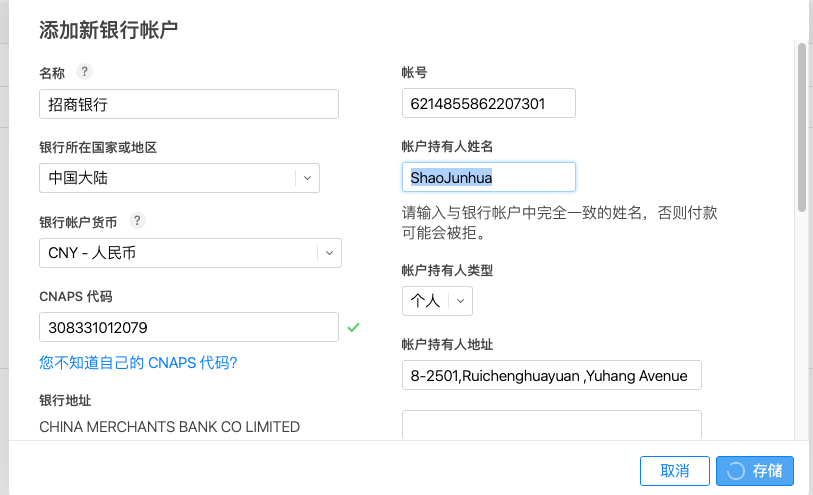 添加新银行帐户
名称 ?
招商银行
银行所在国家或地区
中国大陆
银行帐户货币 ?
CNY - 人民币
CNAPS 代码
308331012079
您不知道自己的 CNAPS 代码?
银行地址
CHINA MERCHANTS BANK CO LIMITED
帐号
6214855862207301
帐户持有人姓名
ShaoJunhua
请输入与银行帐户中完全一致的姓名，否则付款
可能会被拒。
帐户持有人类型
个人
帐户持有人地址
8-2501,Ruichenghuayuan ,Yuhang Avenue
取消
存储